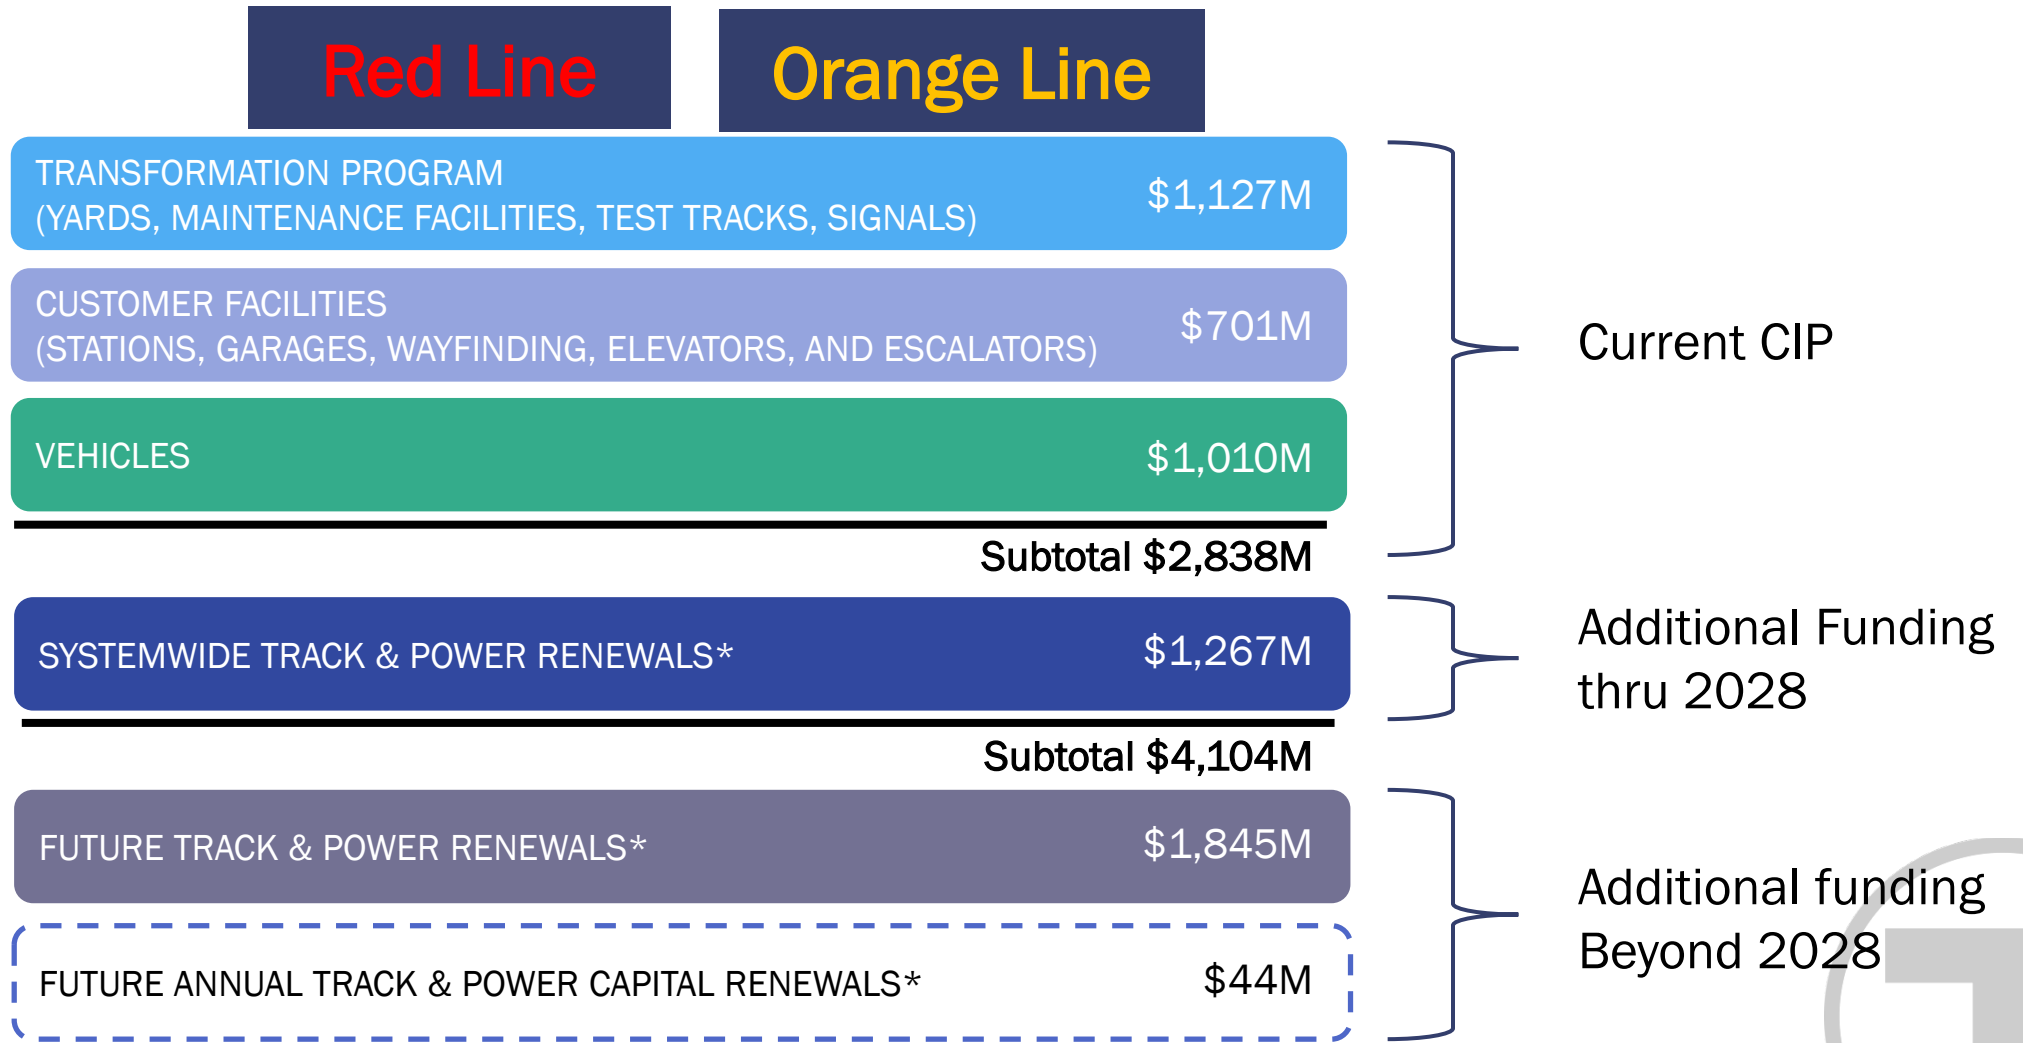 Red Line
Orange Line
TRANSFORMATION PROGRAM
(YARDS, MAINTENANCE FACILITIES, TEST TRACKS, SIGNALS)
$1,127M
CUSTOMER FACILITIES
(STATIONS, GARAGES, WAYFINDING, ELEVATORS, AND ESCALATORS)
$701M
VEHICLES
$1,010M
Subtotal $2,838M
Current CIP
SYSTEMWIDE TRACK & POWER RENEWALS*
$1,267M
Additional Funding
thru 2028
Subtotal $4,104M
FUTURE TRACK & POWER RENEWALS*
$1,845M
FUTURE ANNUAL TRACK & POWER CAPITAL RENEWALS*
$44M
Additional funding
Beyond 2028